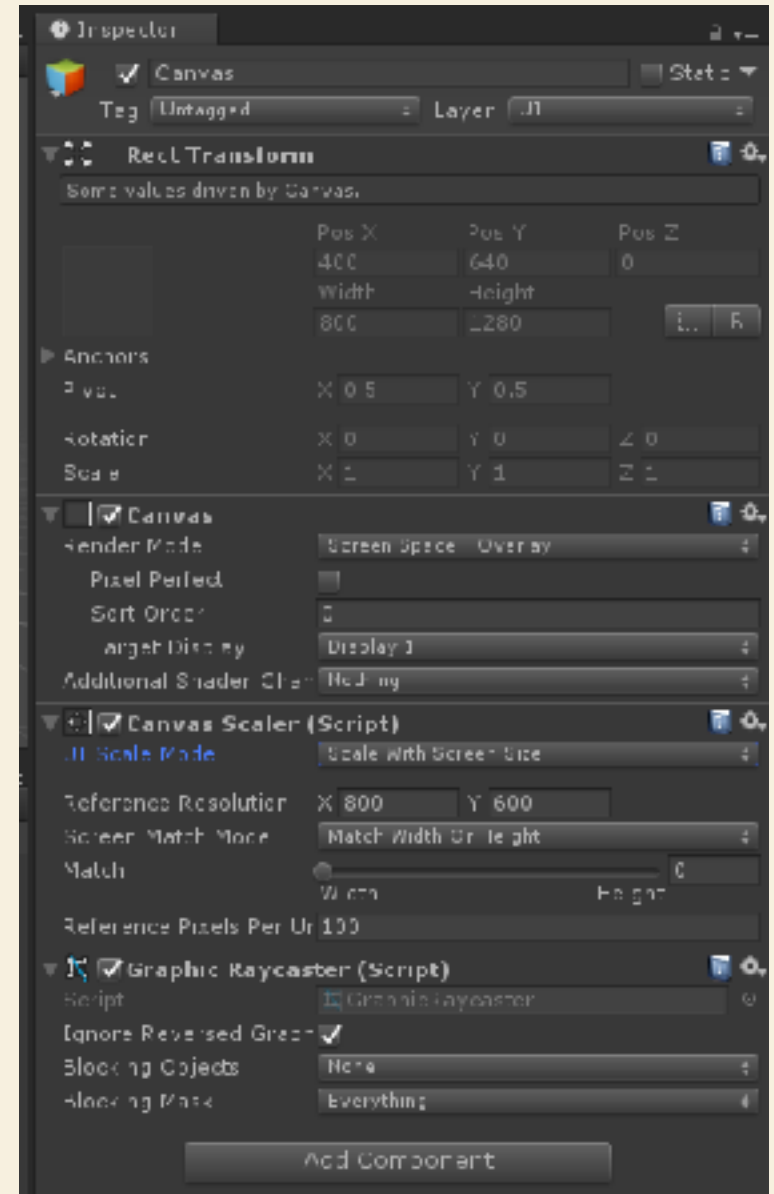 Inspector
Canvas Static
Tag Untagged Layer UI
Rect Transform
Some values driven by Canvas.
Pos X Pos Y Pos Z
400 640 0
Width Height
800 1280
R
Anchors
Pivot X 0.5 Y 0.5
Rotation X 0 Y 0 Z 0
Scale X 1 Y 1 Z 1
Canvas
Render Mode Screen Space - Overlay
Pixel Perfect
Sort Order 0
Target Display Display 1
Additional Shader Chan Nothing
Canvas Scaler (Script)
UI Scale Mode Scale With Screen Size
Reference Resolution X 800 Y 600
Screen Match Mode Match Width Or Height
Match 0
Width Height
Reference Pixels Per Un 100
Graphic Raycaster (Script)
Script GraphicRaycaster
Ignore Reversed Graph
Blocking Objects None
Blocking Mask Everything
Add Component